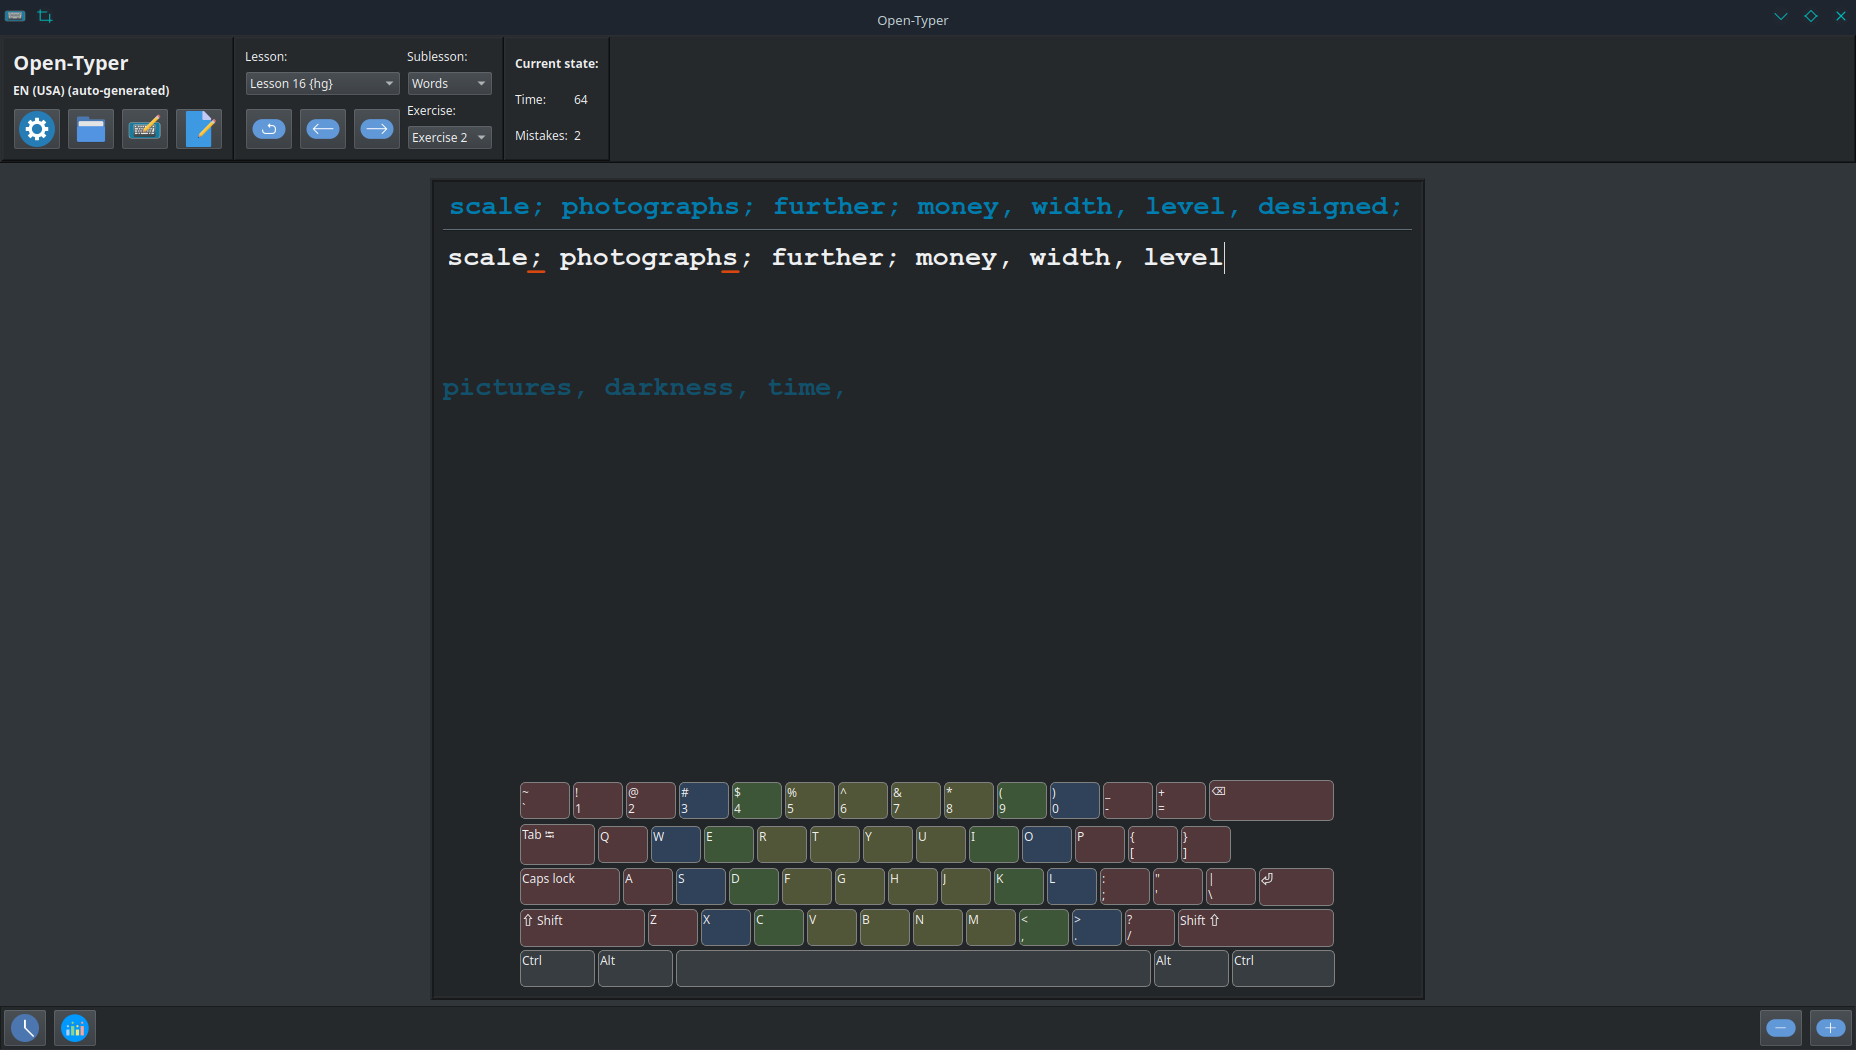 Open-Typer
Open-Typer
EN (USA) (auto-generated)
Lesson:
Lesson 16 {hg}
Sublesson:
Words
Exercise:
Exercise 2
Current state:
Time: 64
Mistakes: 2
scale; photographs; further; money, width, level, designed;
scale; photographs; further; money, width, level
pictures, darkness, time,
~ ! @ # $ % ^ & * ( ) _ + ⌫
` 1 2 3 4 5 6 7 8 9 0 - =
Tab ↹ Q W E R T Y U I O P { }
[ ]
Caps lock A S D F G H J K L : " | ⏎
; ' \
⇧ Shift Z X C V B N M < > ? Shift ⇧
, . /
Ctrl Alt Alt Ctrl